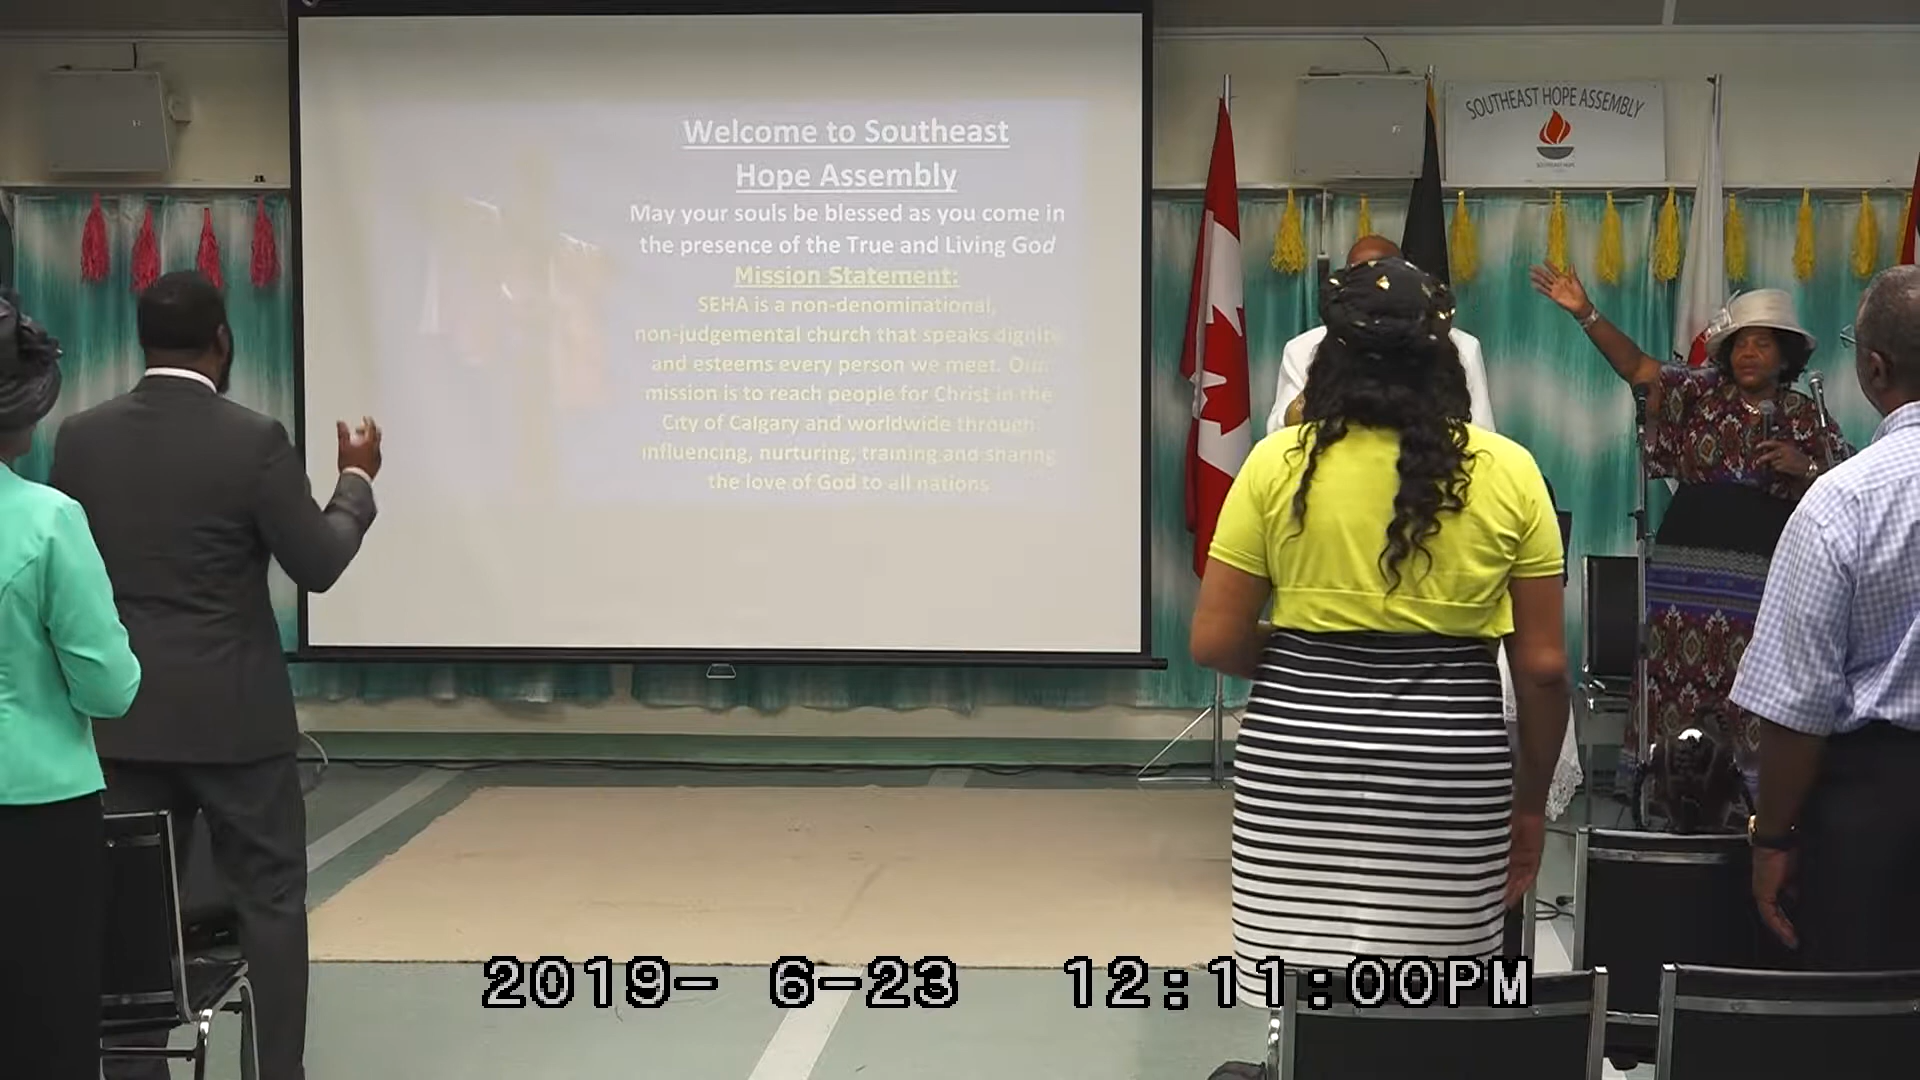 SOUTHEAST HOPE ASSEMBLY
SOUTHEAST HOPE
Welcome to Southeast
Hope Assembly
May your souls be blessed as you come in
the presence of the True and Living God
Mission Statement:
SEHA is a non-denominational,
non-judgemental church that speaks dignity
and esteems every person we meet. Our
mission is to reach people for Christ in the
City of Calgary and worldwide through
influencing, nurturing, training and sharing
the love of God to all nations
2019- 6-23 12:11:00PM